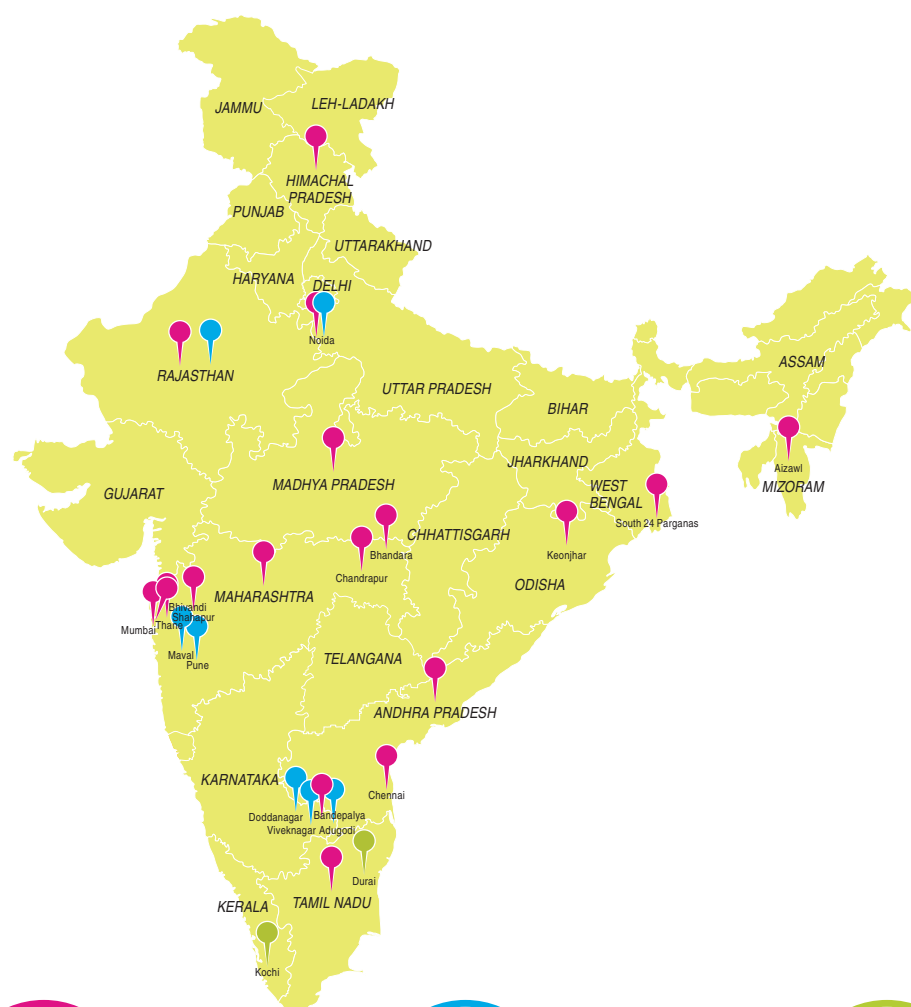 JAMMU
LEH-LADAKH
HIMACHAL
PRADESH
PUNJAB
UTTARAKHAND
HARYANA
DELHI
Noida
RAJASTHAN
UTTAR PRADESH
ASSAM
BIHAR
JHARKHAND
Aizawl
MIZORAM
GUJARAT
MADHYA PRADESH
WEST
BENGAL
South 24 Parganas
CHHATTISGARH
Bhandara
Keonjhar
Chandrapur
ODISHA
MAHARASHTRA
Bhivandi
Shahapur
Thane
Mumbai
Maval
Pune
TELANGANA
ANDHRA PRADESH
KARNATAKA
Chennai
Doddanagar
Bandepalya
Viveknagar Adugodi
Durai
TAMIL NADU
KERALA
Kochi